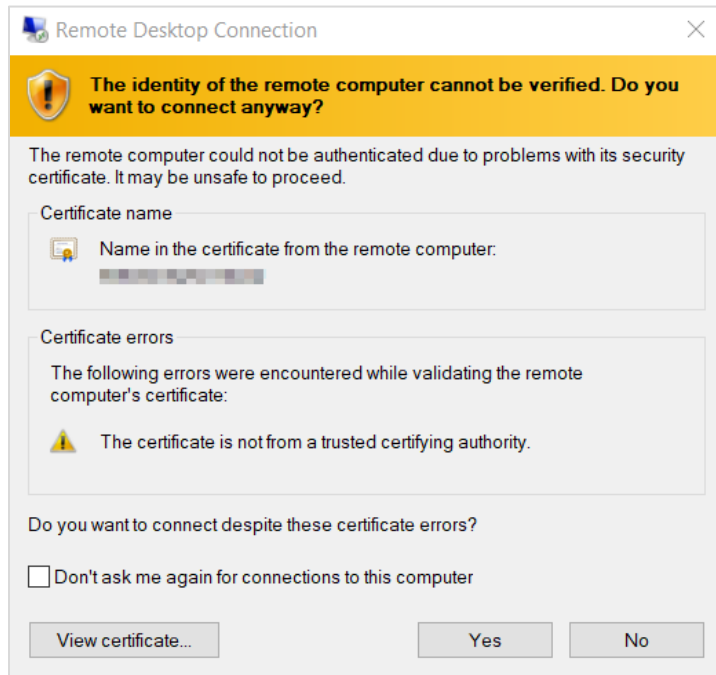 Remote Desktop Connection
The identity of the remote computer cannot be verified. Do you
want to connect anyway?
The remote computer could not be authenticated due to problems with its security
certificate. It may be unsafe to proceed.
Certificate name
Name in the certificate from the remote computer:
Certificate errors
The following errors were encountered while validating the remote
computer's certificate:
The certificate is not from a trusted certifying authority.
Do you want to connect despite these certificate errors?
Don't ask me again for connections to this computer
View certificate...
Yes
No